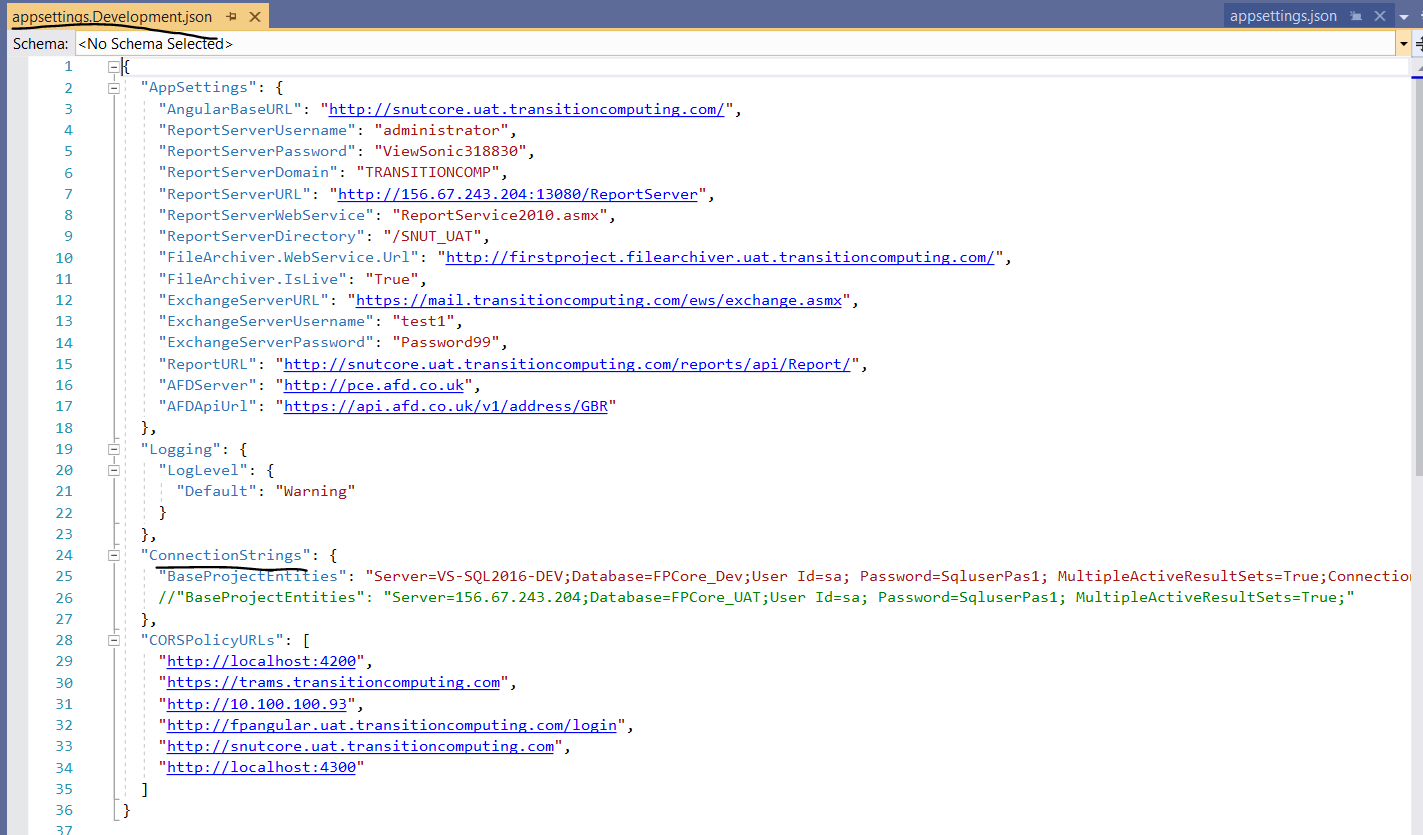 appsettings.Development.json
appsettings.json
Schema: <No Schema Selected>
1 {
2 "AppSettings": {
3 "AngularBaseURL": "http://snutcore.uat.transitioncomputing.com/",
4 "ReportServerUsername": "administrator",
5 "ReportServerPassword": "ViewSonic318830",
6 "ReportServerDomain": "TRANSITIONCOMP",
7 "ReportServerURL": "http://156.67.243.204:13080/ReportServer",
8 "ReportServerWebService": "ReportService2010.asmx",
9 "ReportServerDirectory": "/SNUT_UAT",
10 "FileArchiver.WebService.Url": "http://firstproject.filearchiver.uat.transitioncomputing.com/",
11 "FileArchiver.IsLive": "True",
12 "ExchangeServerURL": "https://mail.transitioncomputing.com/ews/exchange.asmx",
13 "ExchangeServerUsername": "test1",
14 "ExchangeServerPassword": "Password99",
15 "ReportURL": "http://snutcore.uat.transitioncomputing.com/reports/api/Report/",
16 "AFDServer": "http://pce.afd.co.uk",
17 "AFDApiUrl": "https://api.afd.co.uk/v1/address/GBR"
18 },
19 "Logging": {
20 "LogLevel": {
21 "Default": "Warning"
22 }
23 },
24 "ConnectionStrings": {
25 "BaseProjectEntities": "Server=VS-SQL2016-DEV;Database=FPCore_Dev;User Id=sa; Password=SqluserPas1; MultipleActiveResultSets=True;Connectio
26 //"BaseProjectEntities": "Server=156.67.243.204;Database=FPCore_UAT;User Id=sa; Password=SqluserPas1; MultipleActiveResultSets=True;"
27 },
28 "CORSPolicyURLs": [
29 "http://localhost:4200",
30 "https://trams.transitioncomputing.com",
31 "http://10.100.100.93",
32 "http://fpangular.uat.transitioncomputing.com/login",
33 "http://snutcore.uat.transitioncomputing.com",
34 "http://localhost:4300"
35 ]
36 }
37